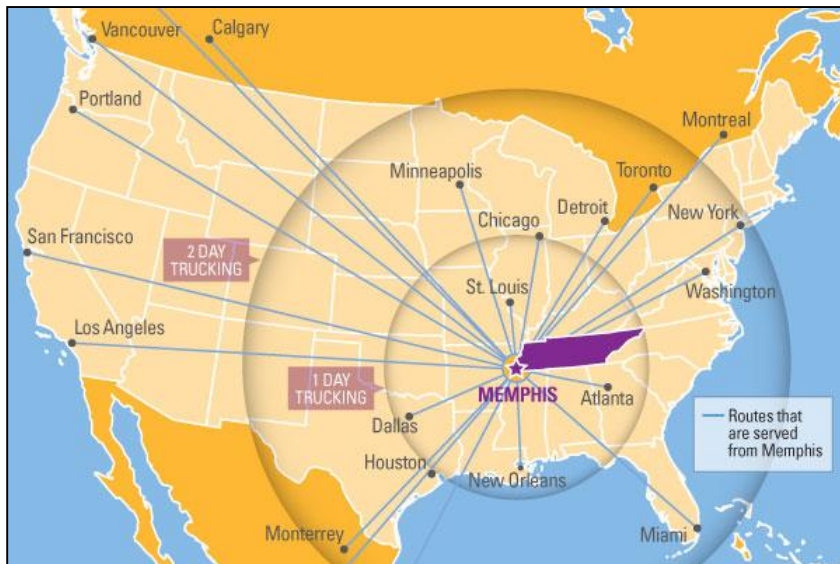 Vancouver
Calgary
Portland
Montreal
Minneapolis
Toronto
Detroit
New York
Chicago
San Francisco
2 DAY
TRUCKING
St. Louis
Washington
Los Angeles
1 DAY
TRUCKING
MEMPHIS
Atlanta
Dallas
Routes that
are served
from Memphis
Houston
New Orleans
Monterrey
Miami